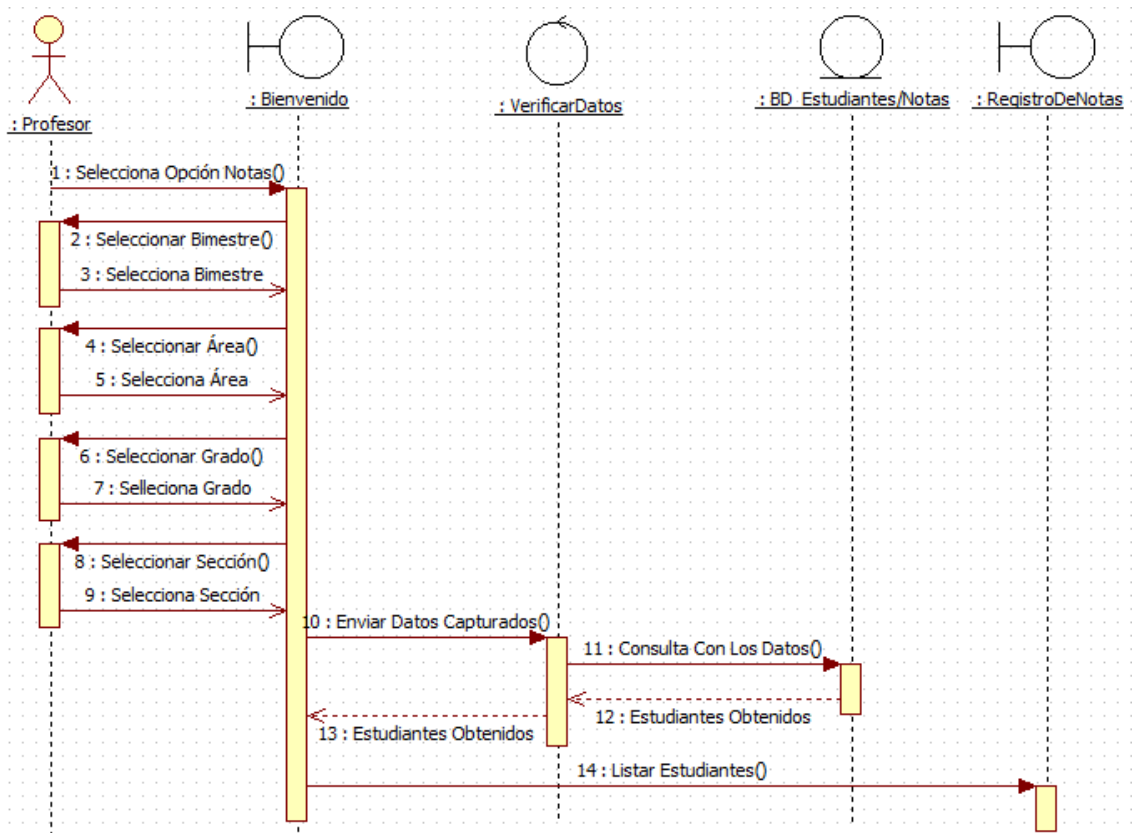 : Profesor
: Bienvenido
: VerificarDatos
: BD_Estudiantes/Notas
: RegistroDeNotas
1 : Selecciona Opción Notas()
2 : Seleccionar Bimestre()
3 : Selecciona Bimestre
4 : Seleccionar Área()
5 : Selecciona Área
6 : Seleccionar Grado()
7 : Selleciona Grado
8 : Seleccionar Sección()
9 : Selecciona Sección
10 : Enviar Datos Capturados()
11 : Consulta Con Los Datos()
12 : Estudiantes Obtenidos
13 : Estudiantes Obtenidos
14 : Listar Estudiantes()